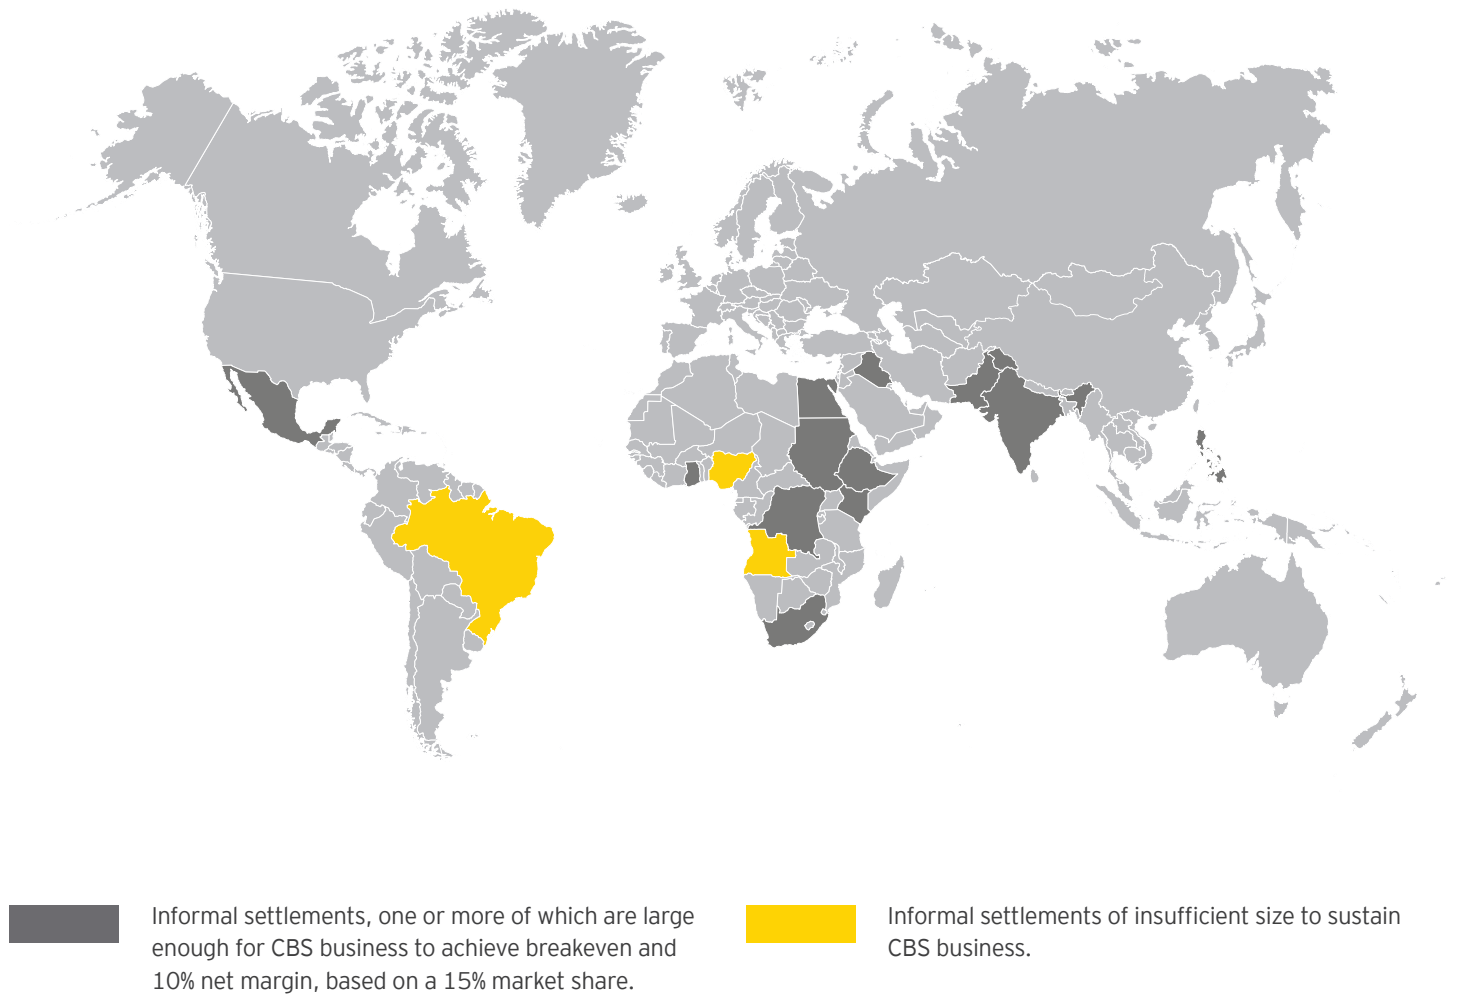 Informal settlements, one or more of which are large
enough for CBS business to achieve breakeven and
10% net margin, based on a 15% market share.
Informal settlements of insufficient size to sustain
CBS business.